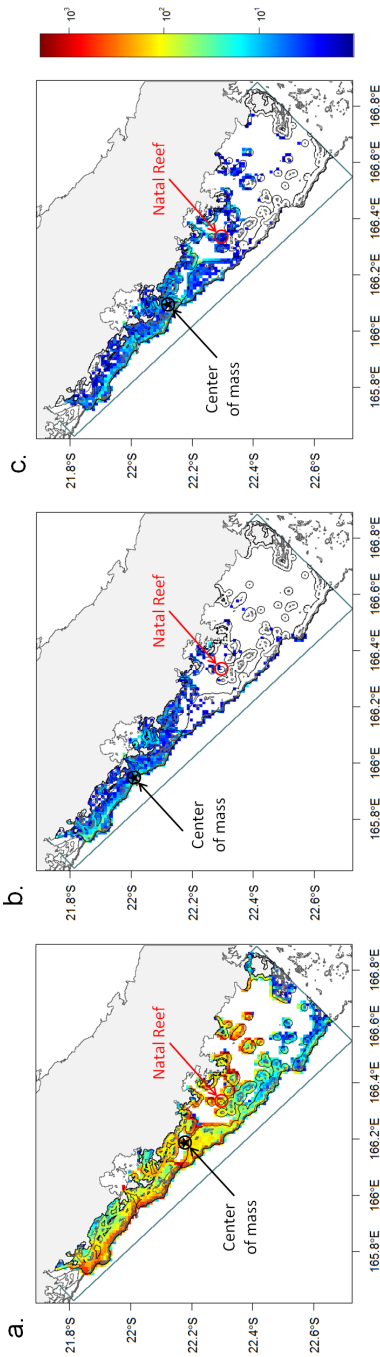 a.
21.8°S
22°S
22.2°S
22.4°S
22.6°S
165.8°E
166°E
166.2°E
166.4°E
166.6°E
166.8°E
Natal Reef
Center
of mass
b.
21.8°S
22°S
22.2°S
22.4°S
22.6°S
165.8°E
166°E
166.2°E
166.4°E
166.6°E
166.8°E
Natal Reef
Center
of mass
c.
21.8°S
22°S
22.2°S
22.4°S
22.6°S
165.8°E
166°E
166.2°E
166.4°E
166.6°E
166.8°E
Natal Reef
Center
of mass
10³
10²
10¹